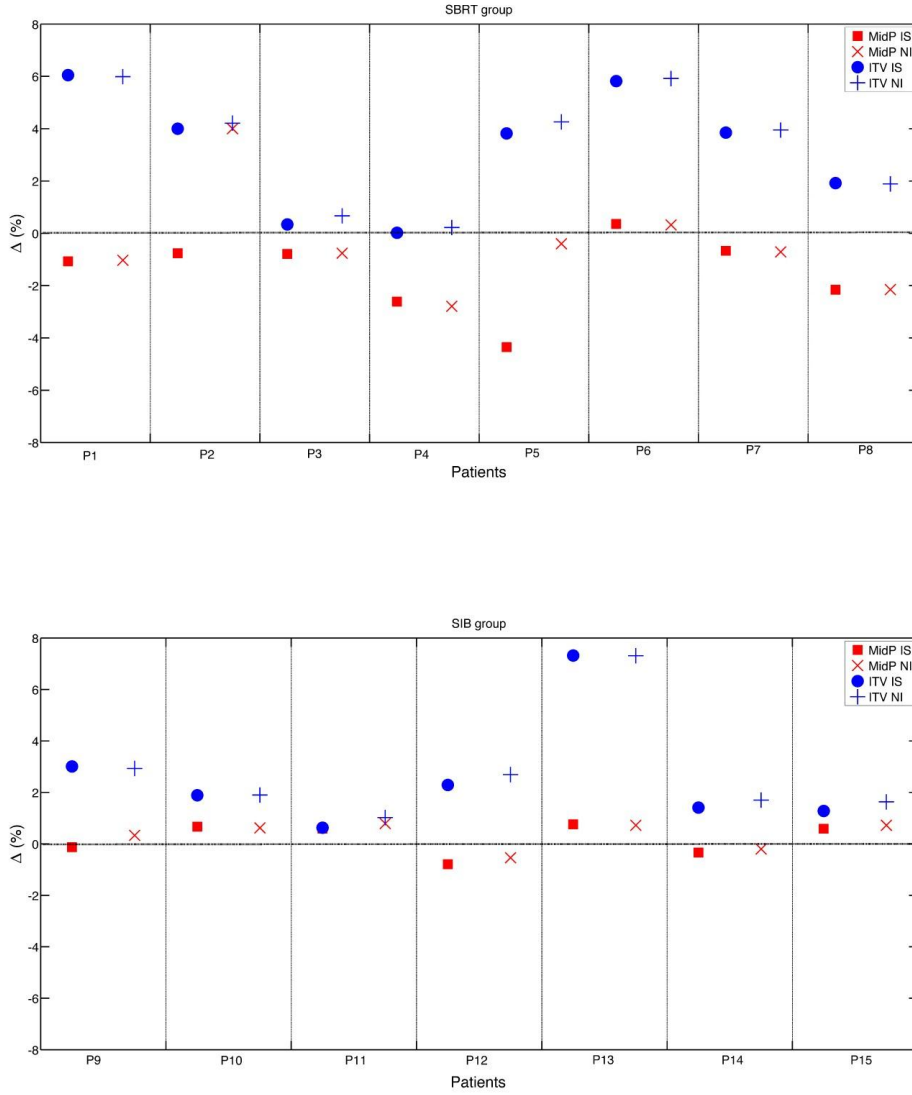 SBRT group
8
6
4
2
0
-2
-4
-6
-8
Δ (%)
MidP IS
MidP NI
ITV IS
ITV NI
P1 P2 P3 P4 P5 P6 P7 P8
Patients
SIB group
8
6
4
2
0
-2
-4
-6
-8
Δ (%)
MidP IS
MidP NI
ITV IS
ITV NI
P9 P10 P11 P12 P13 P14 P15
Patients